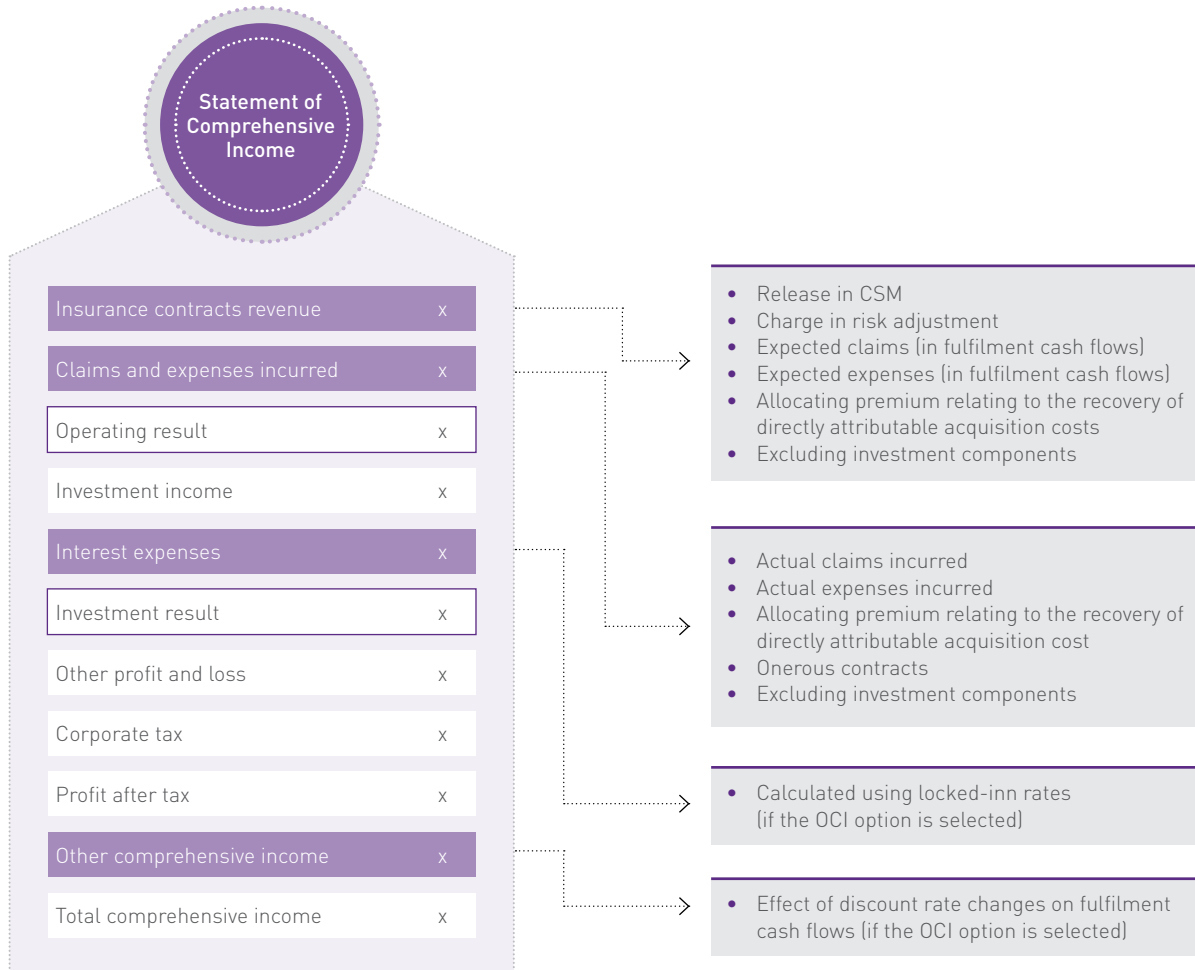 Statement of
Comprehensive
Income
Insurance contracts revenue x
Claims and expenses incurred x
Operating result x
Investment income x
Interest expenses x
Investment result x
Other profit and loss x
Corporate tax x
Profit after tax x
Other comprehensive income x
Total comprehensive income x
• Release in CSM
• Charge in risk adjustment
• Expected claims (in fulfilment cash flows)
• Expected expenses (in fulfilment cash flows)
• Allocating premium relating to the recovery of
directly attributable acquisition costs
• Excluding investment components
• Actual claims incurred
• Actual expenses incurred
• Allocating premium relating to the recovery of
directly attributable acquisition cost
• Onerous contracts
• Excluding investment components
• Calculated using locked-inn rates
(if the OCI option is selected)
• Effect of discount rate changes on fulfilment
cash flows (if the OCI option is selected)